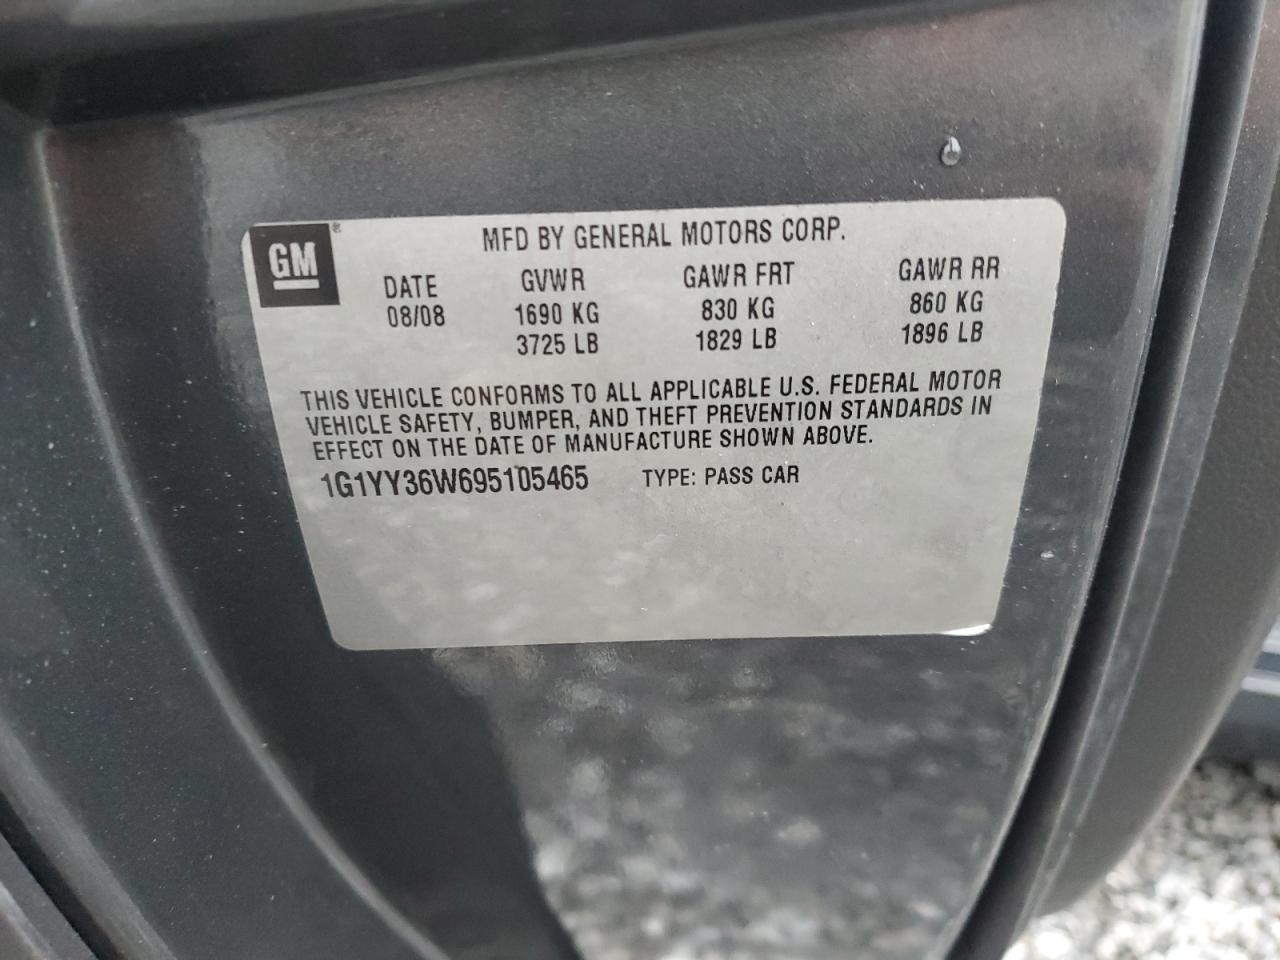 GM®
MFD BY GENERAL MOTORS CORP.
DATE GVWR GAWR FRT GAWR RR
08/08 1690 KG 830 KG 860 KG
3725 LB 1829 LB 1896 LB
THIS VEHICLE CONFORMS TO ALL APPLICABLE U.S. FEDERAL MOTOR
VEHICLE SAFETY, BUMPER, AND THEFT PREVENTION STANDARDS IN
EFFECT ON THE DATE OF MANUFACTURE SHOWN ABOVE.
1G1YY36W695105465 TYPE: PASS CAR